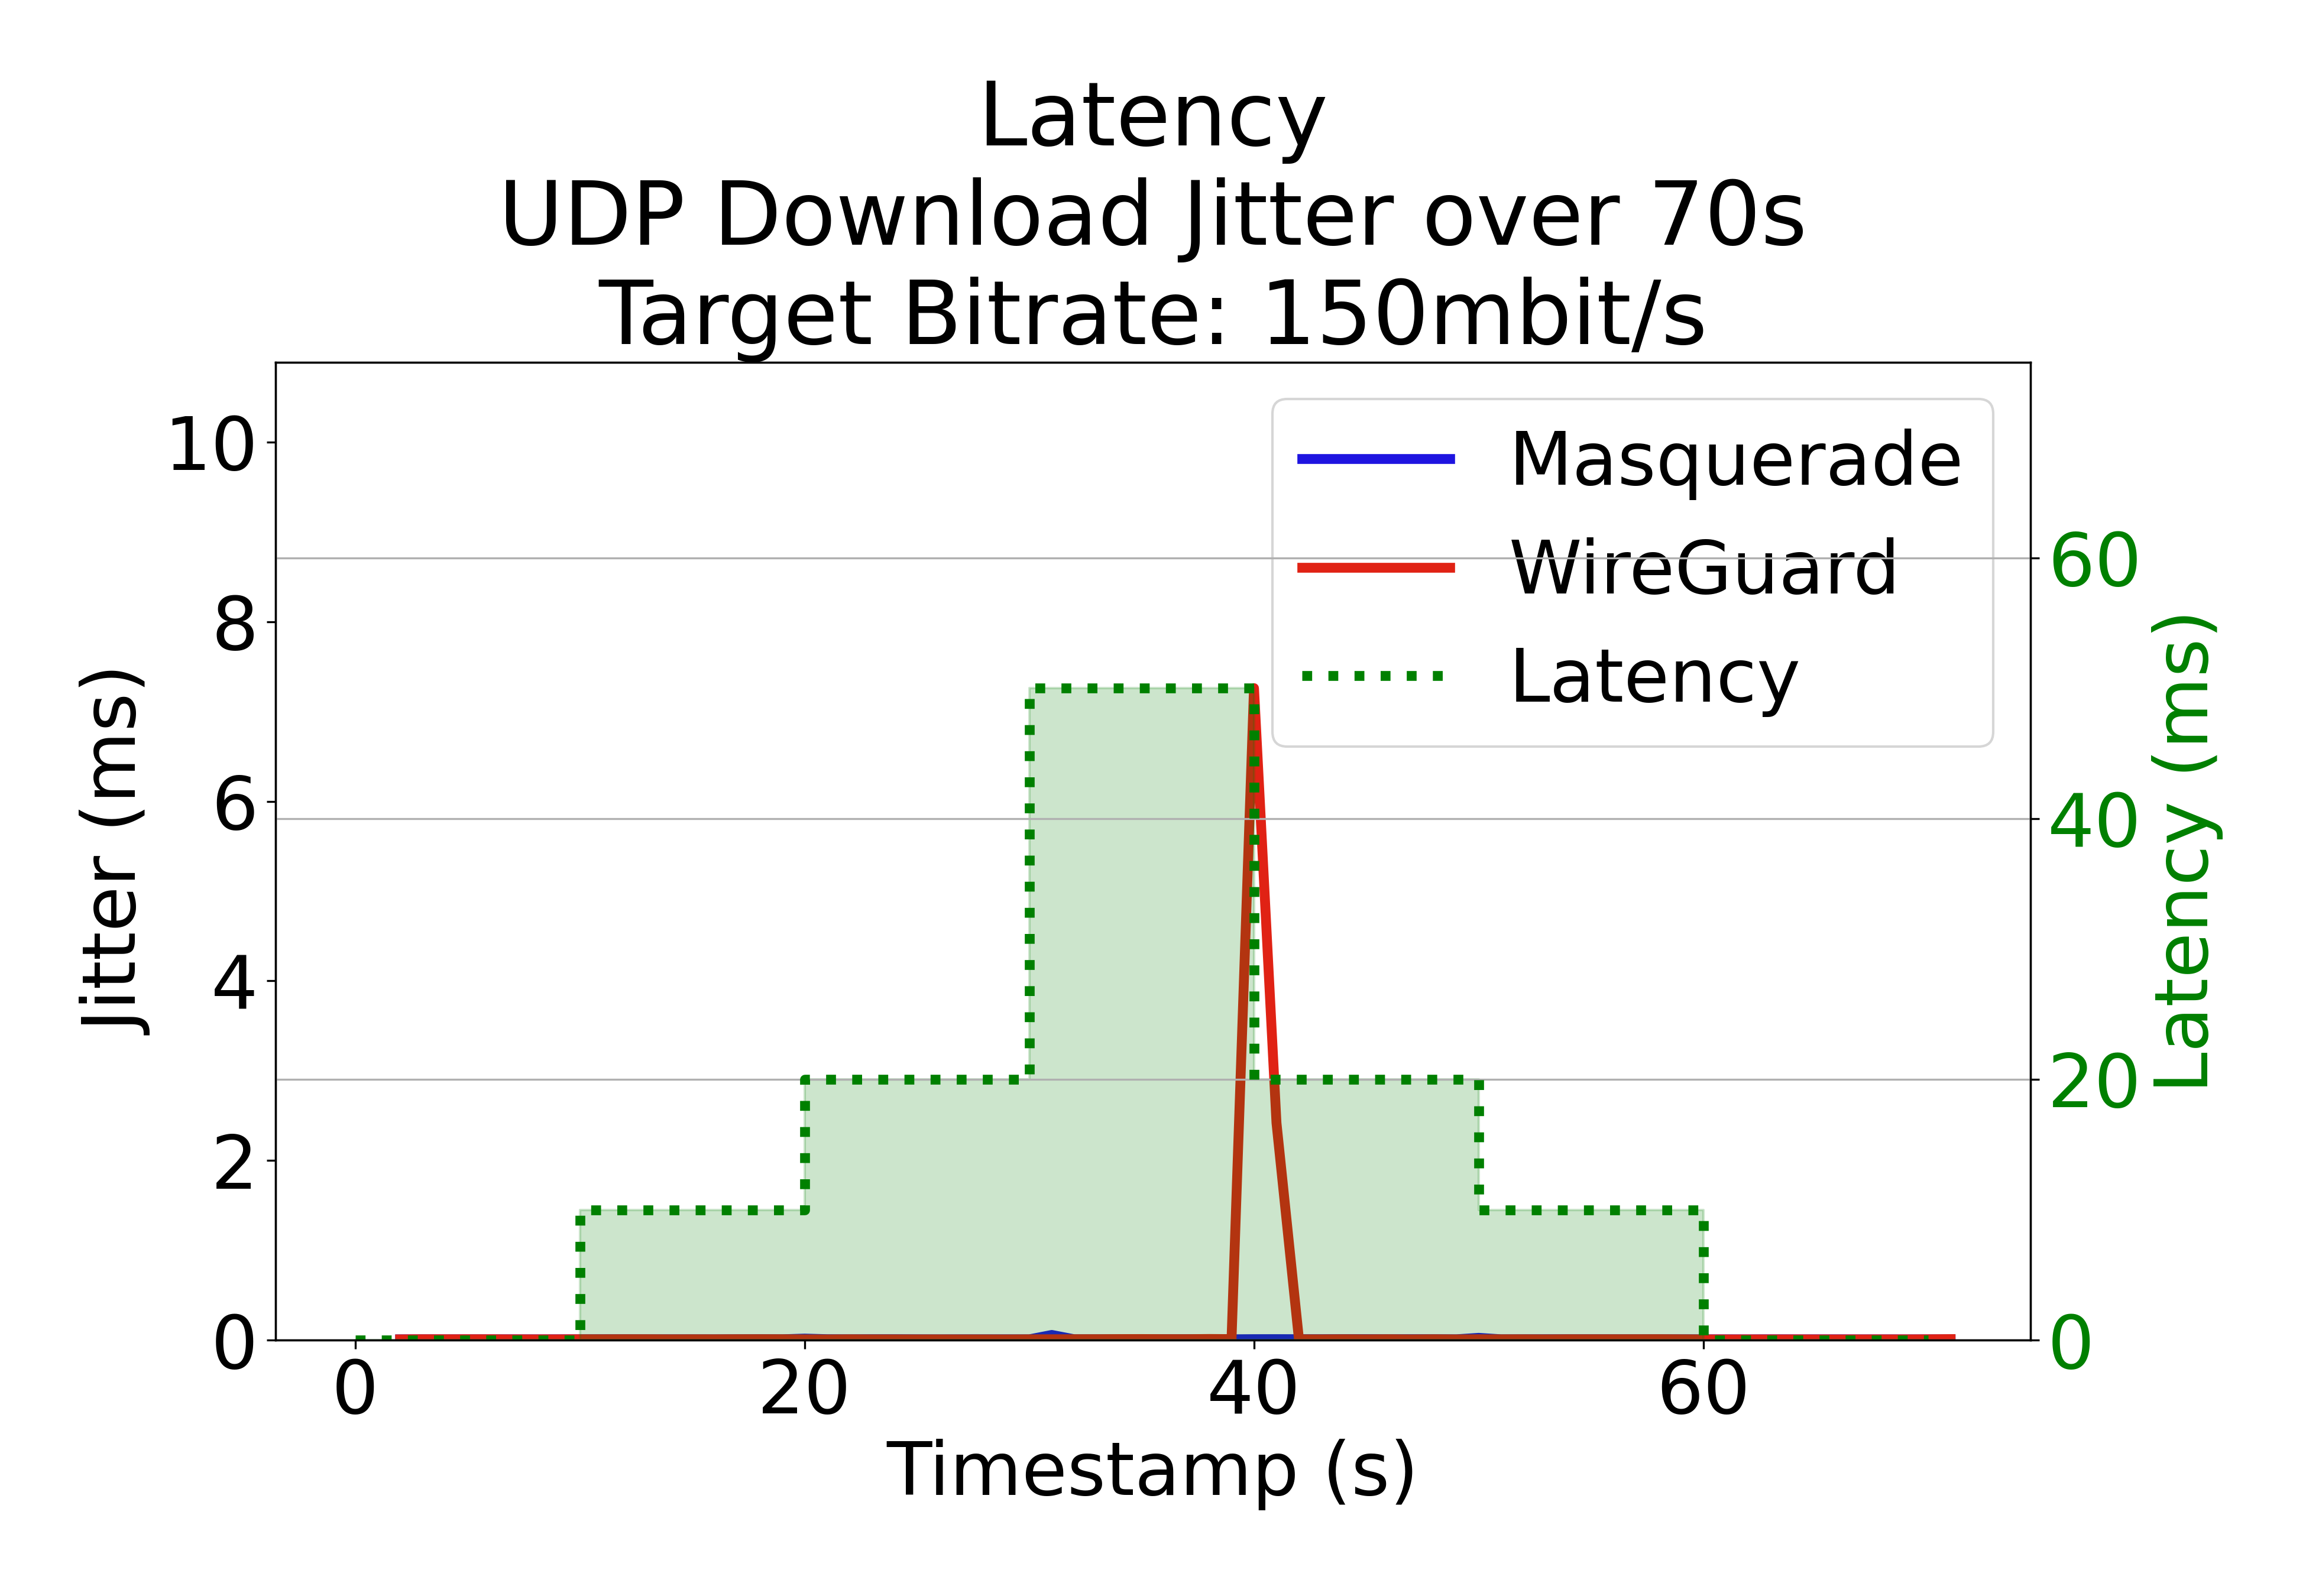 Latency
UDP Download Jitter over 70s
Target Bitrate: 150mbit/s
Masquerade
WireGuard
Latency
Jitter (ms)
10
8
6
4
2
0
60
40
20
0
Latency (ms)
0 20 40 60
Timestamp (s)